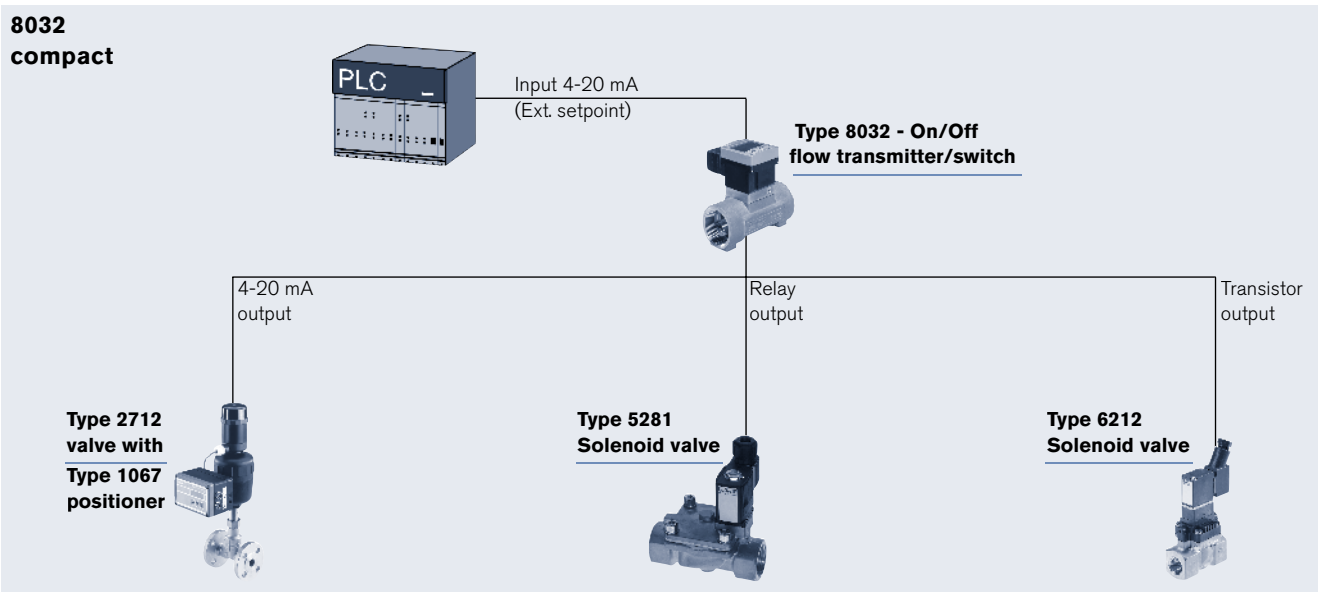 8032
compact
PLC
Input 4-20 mA
(Ext. setpoint)
Type 8032 - On/Off
flow transmitter/switch
4-20 mA
output
Relay
output
Transistor
output
Type 2712
valve with
Type 1067
positioner
Type 5281
Solenoid valve
Type 6212
Solenoid valve